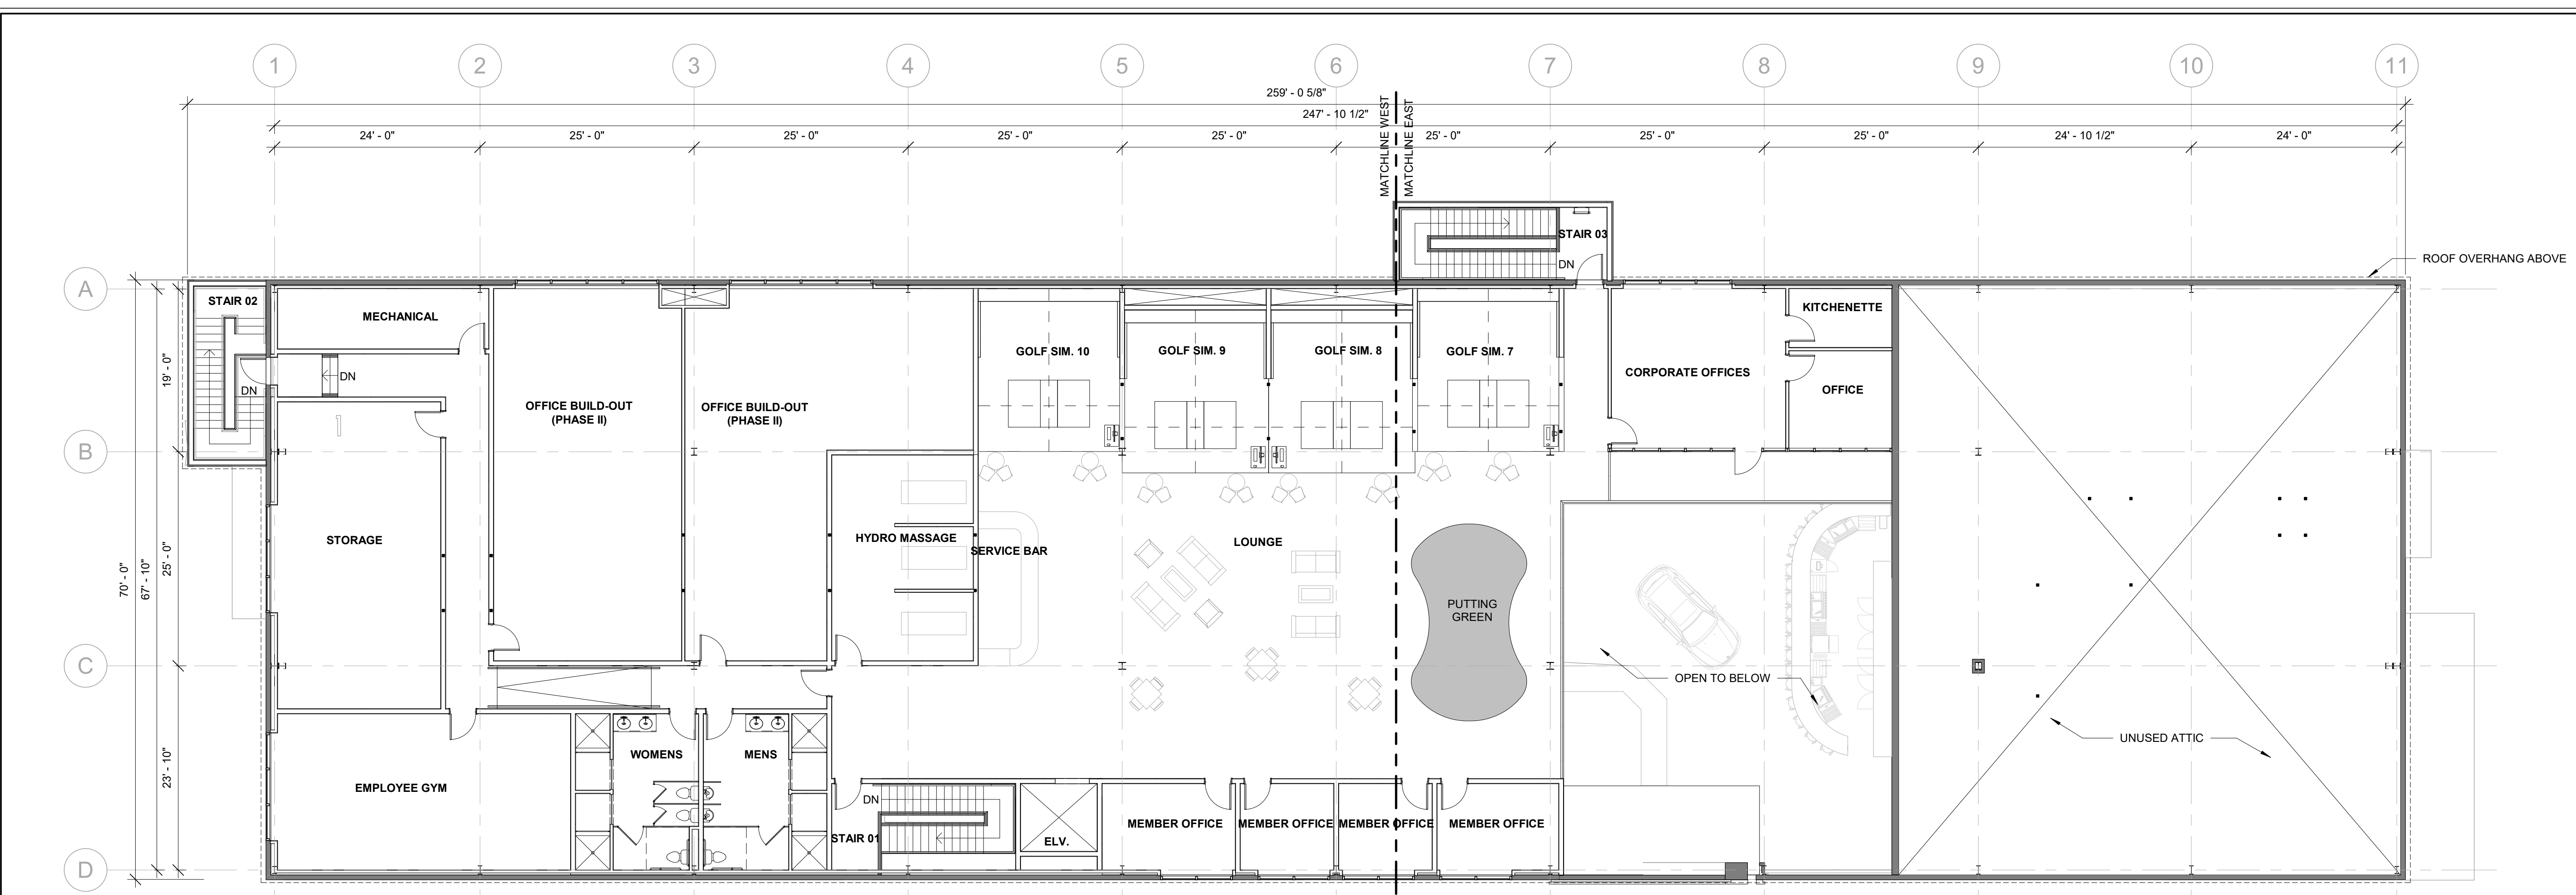 1 2 3 4 5 6 7 8 9 10 11
259' - 0 5/8"
247' - 10 1/2"
24' - 0" 25' - 0" 25' - 0" 25' - 0" 25' - 0" 25' - 0" 25' - 0" 25' - 0" 24' - 10 1/2" 24' - 0"
MATCHLINE WEST
MATCHLINE EAST
STAIR 03
DN
ROOF OVERHANG ABOVE
A
B
C
D
70' - 0"
67' - 10"
19' - 0"
25' - 0"
23' - 10"
STAIR 02
DN
MECHANICAL
DN
STORAGE
EMPLOYEE GYM
OFFICE BUILD-OUT
(PHASE II)
OFFICE BUILD-OUT
(PHASE II)
HYDRO MASSAGE
SERVICE BAR
GOLF SIM. 10
GOLF SIM. 9
GOLF SIM. 8
GOLF SIM. 7
LOUNGE
PUTTING
GREEN
CORPORATE OFFICES
KITCHENETTE
OFFICE
OPEN TO BELOW
UNUSED ATTIC
WOMENS
MENS
DN
STAIR 01
ELV.
MEMBER OFFICE
MEMBER OFFICE
MEMBER OFFICE
MEMBER OFFICE